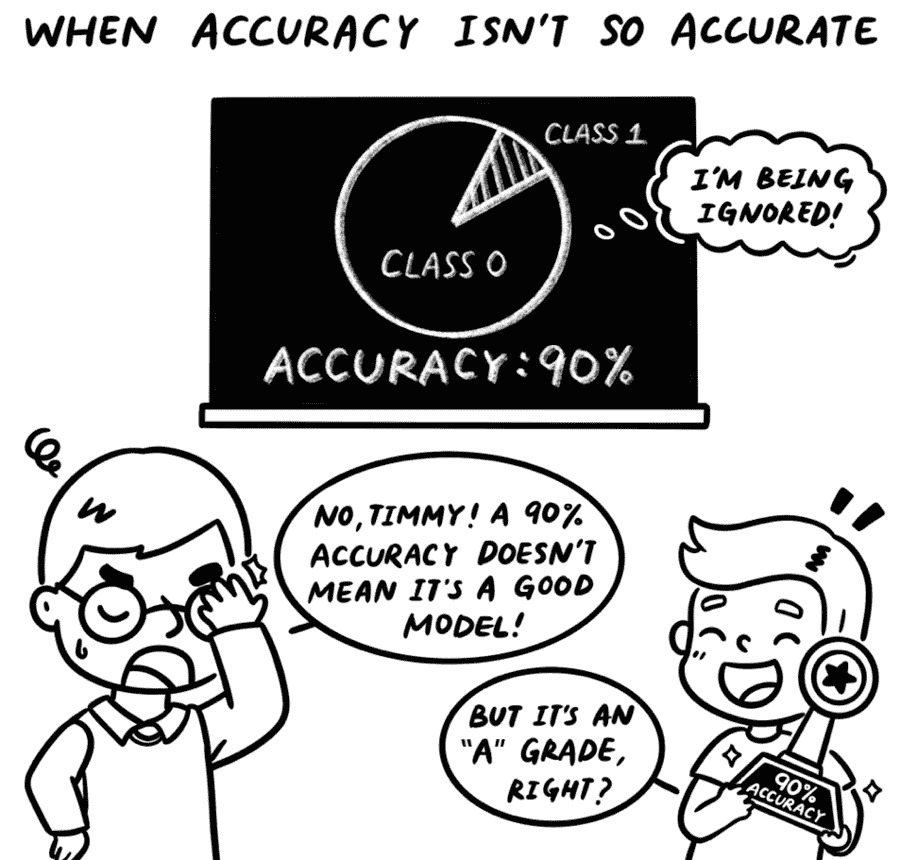 WHEN ACCURACY ISN'T SO ACCURATE
CLASS 1
I'M BEING
IGNORED!
CLASS 0
ACCURACY: 90%
NO, TIMMY! A 90%
ACCURACY DOESN'T
MEAN IT'S A GOOD
MODEL!
BUT IT'S AN
"A" GRADE,
RIGHT?
90%
ACCURACY